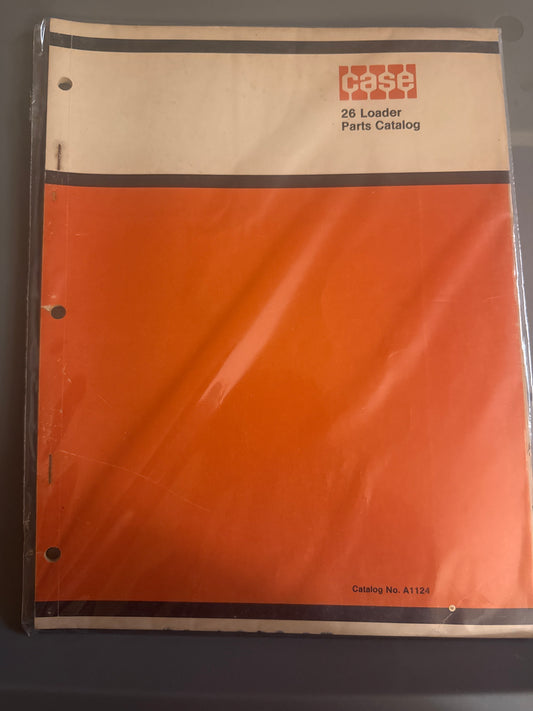 case
26 Loader
Parts Catalog
Catalog No. A1124